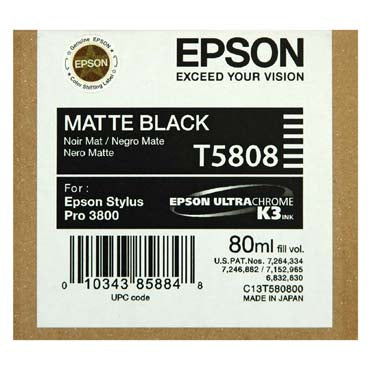 Genuine
EPSON
Color Shifting Label
EPSON
EXCEED YOUR VISION
MATTE BLACK
Noir Mat / Negro Mate
Nero Matte
T5808
For :
Epson Stylus
Pro 3800
EPSON ULTRACHROME
K3 INK
80ml fill vol.
U.S.PAT.Nos. 7,264,334
7,246,882 / 7,152,965
6,832,830
C13T580800
MADE IN JAPAN
0 10343 85884 8
UPC code